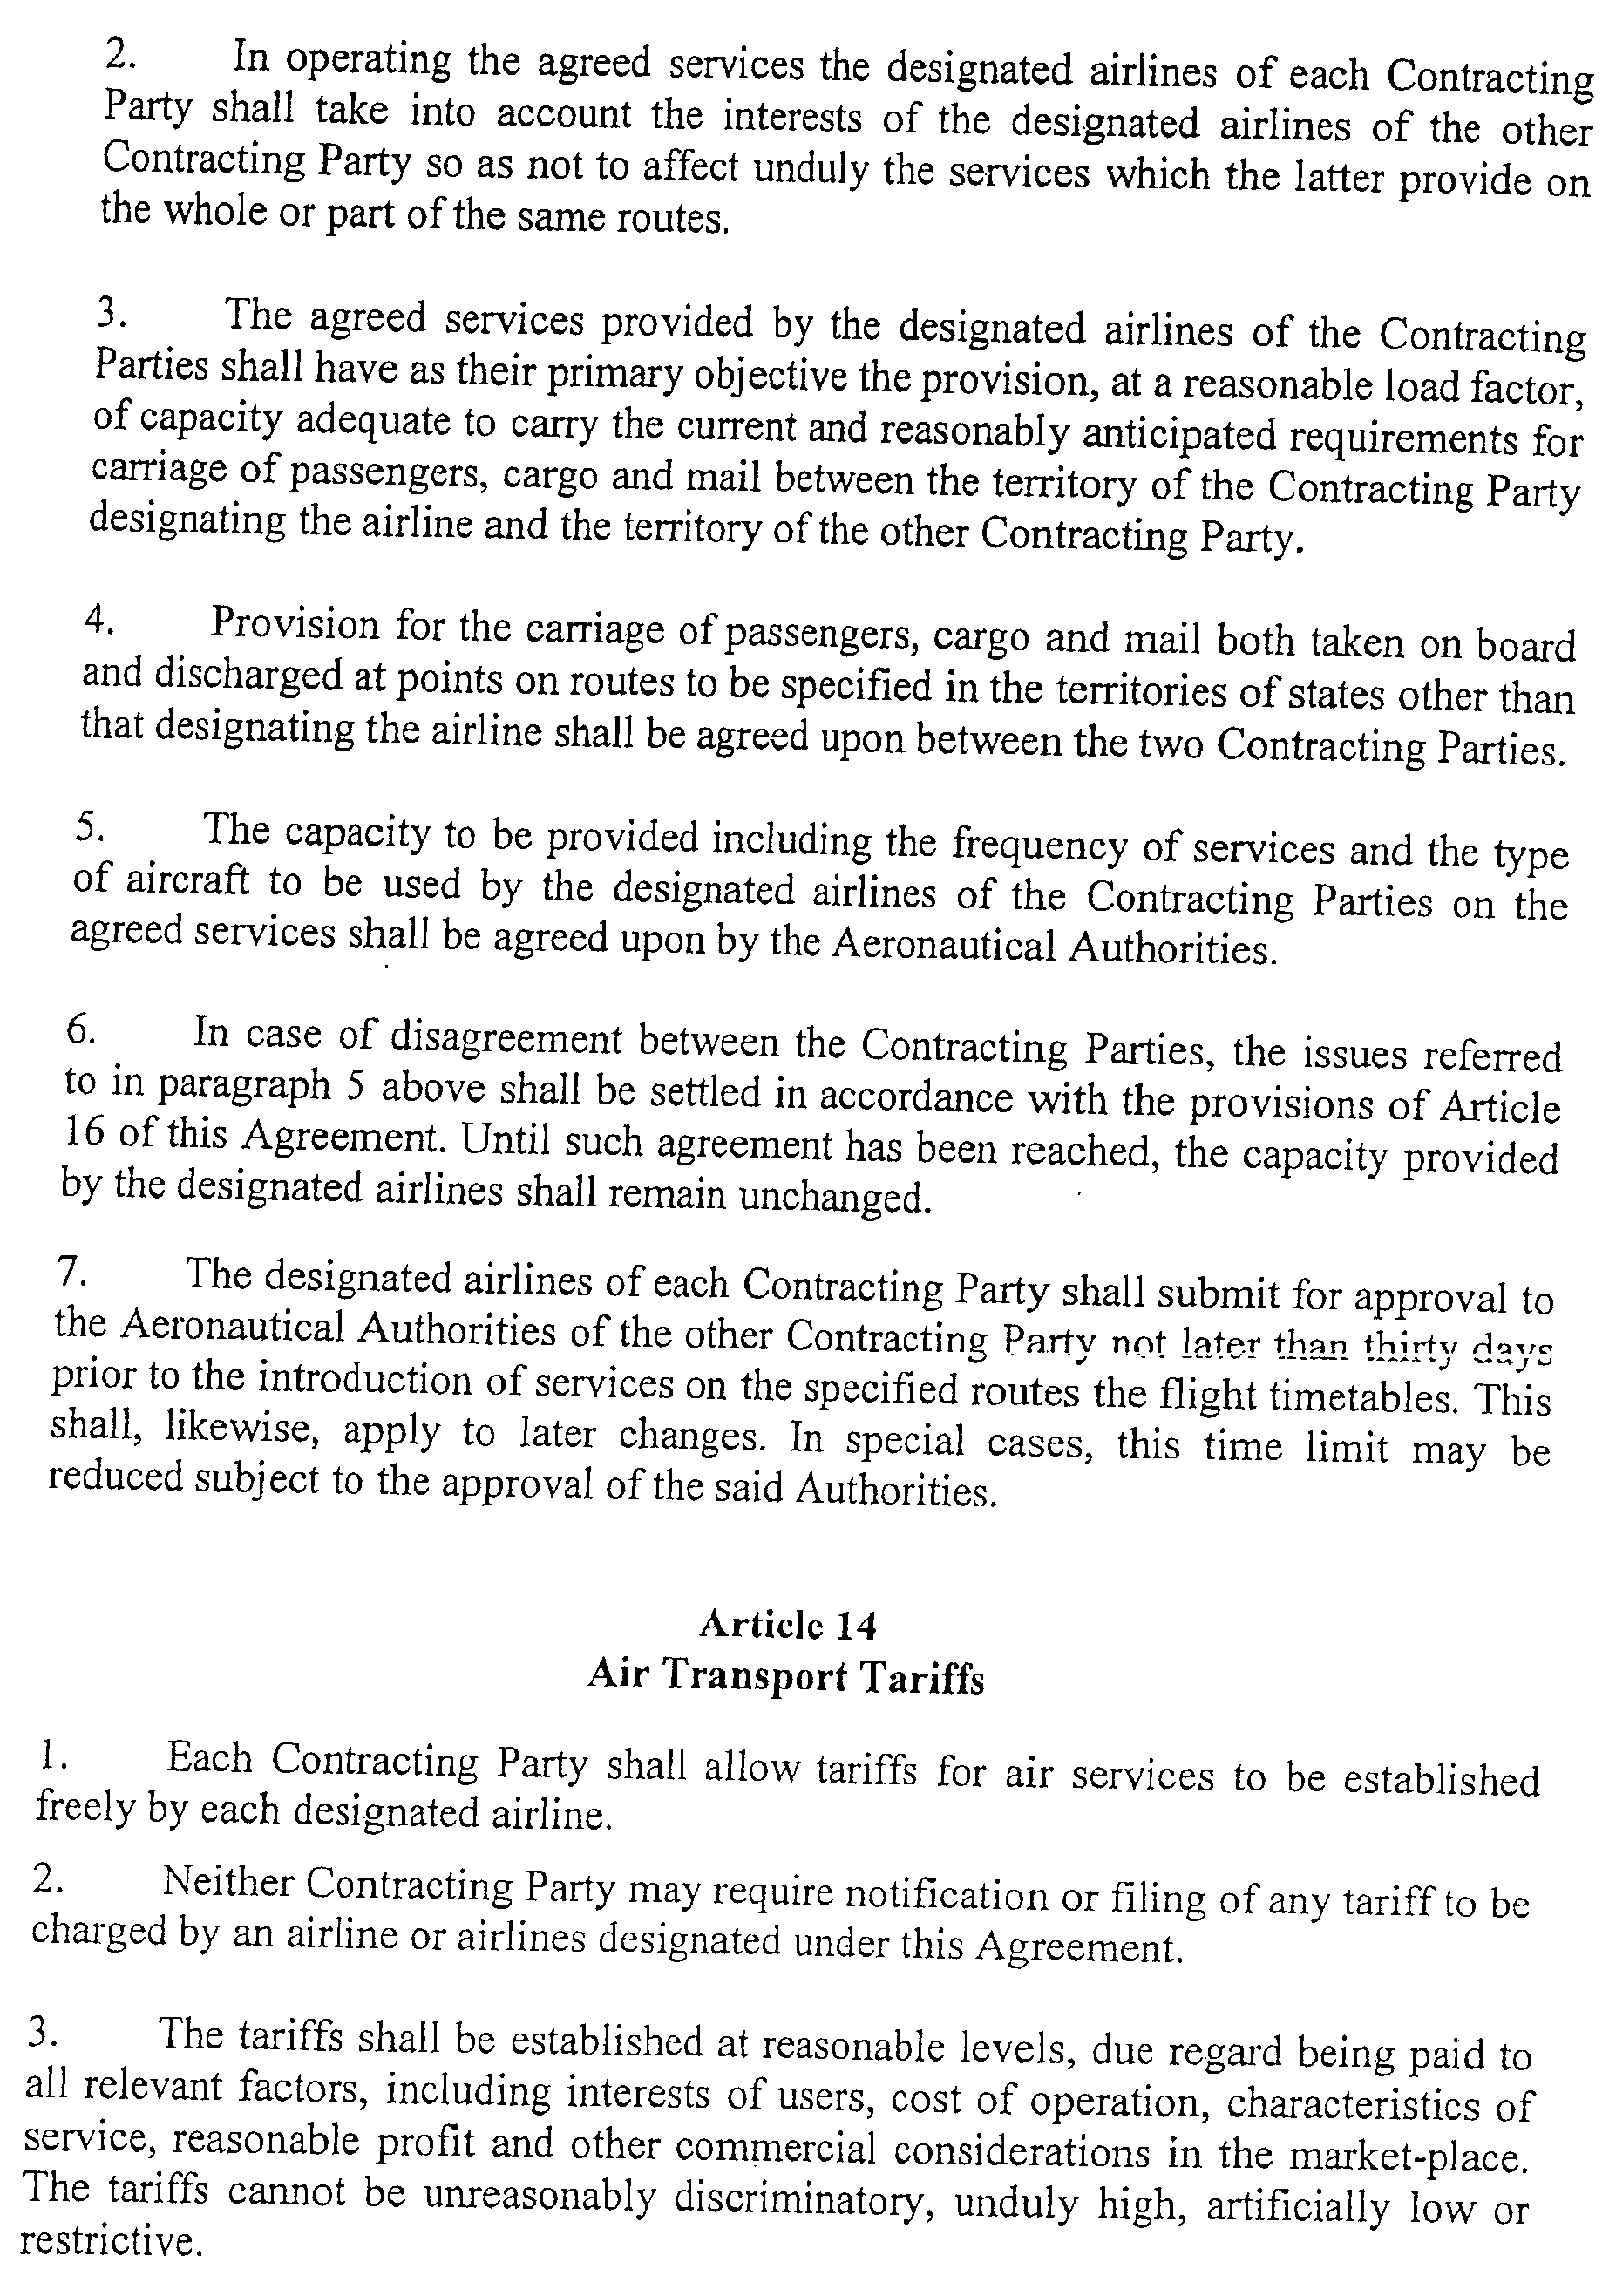 2. In operating the agreed services the designated airlines of each Contracting
Party shall take into account the interests of the designated airlines of the other
Contracting Party so as not to affect unduly the services which the latter provide on
the whole or part of the same routes.
3. The agreed services provided by the designated airlines of the Contracting
Parties shall have as their primary objective the provision, at a reasonable load factor,
of capacity adequate to carry the current and reasonably anticipated requirements for
carriage of passengers, cargo and mail between the territory of the Contracting Party
designating the airline and the territory of the other Contracting Party.
4. Provision for the carriage of passengers, cargo and mail both taken on board
and discharged at points on routes to be specified in the territories of states other than
that designating the airline shall be agreed upon between the two Contracting Parties.
5. The capacity to be provided including the frequency of services and the type
of aircraft to be used by the designated airlines of the Contracting Parties on the
agreed services shall be agreed upon by the Aeronautical Authorities.
6. In case of disagreement between the Contracting Parties, the issues referred
to in paragraph 5 above shall be settled in accordance with the provisions of Article
16 of this Agreement. Until such agreement has been reached, the capacity provided
by the designated airlines shall remain unchanged.
7. The designated airlines of each Contracting Party shall submit for approval to
the Aeronautical Authorities of the other Contracting Party not later than thirty days
prior to the introduction of services on the specified routes the flight timetables. This
shall, likewise, apply to later changes. In special cases, this time limit may be
reduced subject to the approval of the said Authorities.
Article 14
Air Transport Tariffs
1. Each Contracting Party shall allow tariffs for air services to be established
freely by each designated airline.
2. Neither Contracting Party may require notification or filing of any tariff to be
charged by an airline or airlines designated under this Agreement.
3. The tariffs shall be established at reasonable levels, due regard being paid to
all relevant factors, including interests of users, cost of operation, characteristics of
service, reasonable profit and other commercial considerations in the market-place.
The tariffs cannot be unreasonably discriminatory, unduly high, artificially low or
restrictive.